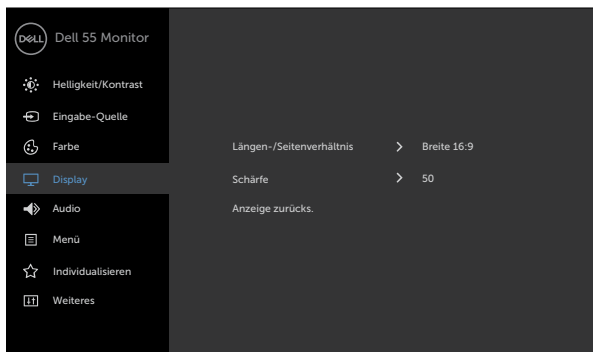 DELL
Dell 55 Monitor
Helligkeit/Kontrast
Eingabe-Quelle
Farbe
Längen-/Seitenverhältnis
Breite 16:9
Display
Schärfe
50
Audio
Anzeige zurücks.
Menü
Individualisieren
Weiteres